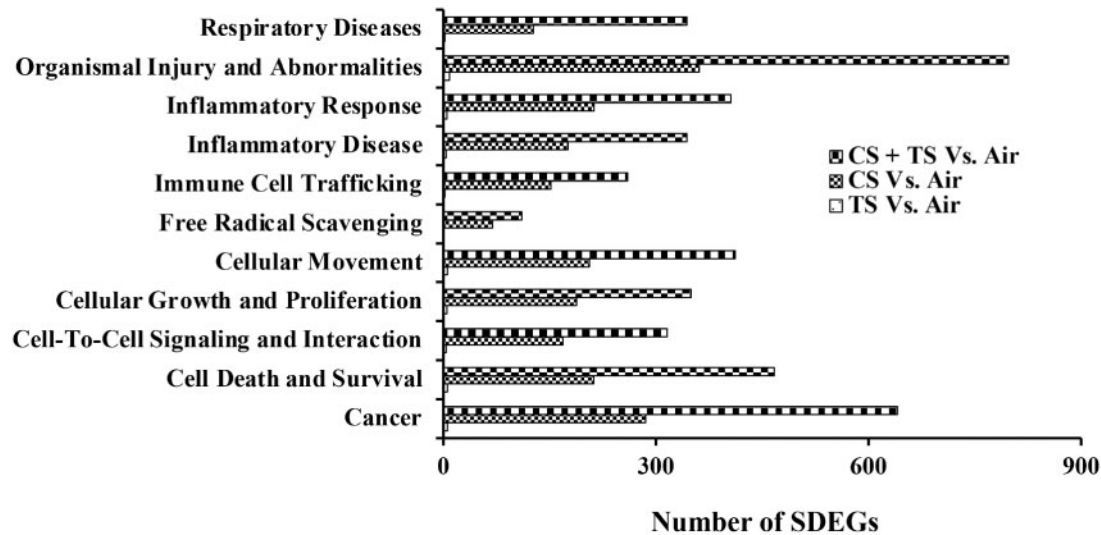 Respiratory Diseases
Organismal Injury and Abnormalities
Inflammatory Response
Inflammatory Disease
Immune Cell Trafficking
Free Radical Scavenging
Cellular Movement
Cellular Growth and Proliferation
Cell-To-Cell Signaling and Interaction
Cell Death and Survival
Cancer
CS + TS Vs. Air
CS Vs. Air
TS Vs. Air
0 300 600 900
Number of SDEGs